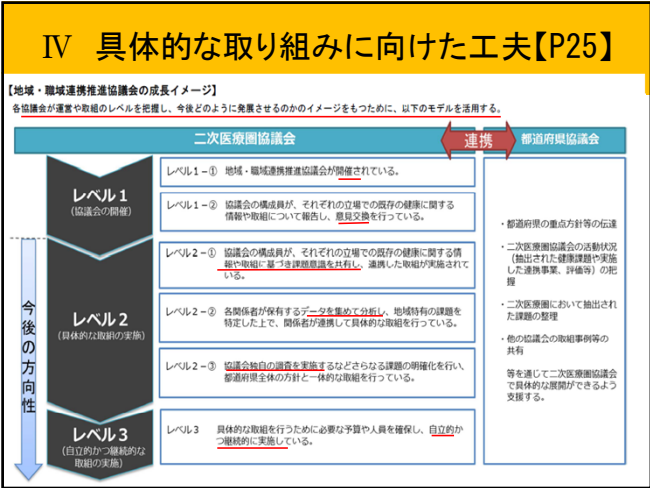 Ⅳ 具体的な取り組みに向けた工夫【P25】
【地域・職域連携推進協議会の成長イメージ】
各協議会が運営や取組のレベルを把握し、今後どのように発展させるのかのイメージをもつために、以下のモデルを活用する。
二次医療圏協議会
連携
都道府県協議会
レベル1
(協議会の開催)
レベル1－① 地域・職域連携推進協議会が開催されている。
レベル1－② 協議会の構成員が、それぞれの立場での既存の健康に関する
情報や取組について報告し、意見交換を行っている。
今後の方向性
レベル2
(具体的な取組の実施)
レベル2－① 協議会の構成員が、それぞれの立場での既存の健康に関する情
報や取組に基づき課題意識を共有し、連携した取組が実施されて
いる。
レベル2－② 各関係者が保有するデータを集めて分析し、地域特有の課題を
特定した上で、関係者が連携して具体的な取組を行っている。
レベル2－③ 協議会独自の調査を実施するなどさらなる課題の明確化を行い、
都道府県全体の方針と一体的な取組を行っている。
レベル3
(自立的かつ継続的な
取組の実施)
レベル3 具体的な取組を行うために必要な予算や人員を確保し、自立的か
つ継続的に実施している。
・都道府県の重点方針等の伝達
・二次医療圏協議会の活動状況
(抽出された健康課題や実施
した連携事業、評価等）の把
握
・二次医療圏において抽出され
た課題の整理
・他の協議会の取組事例等の
共有
等を通じて二次医療圏協議会
で具体的な展開ができるよう
支援する。